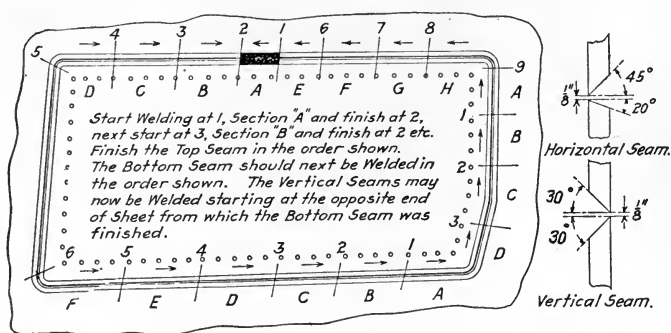 4 3 2 1 6 7 8
5
9
D C B A E F G H
A
B
C
D
1
2
3
Start Welding at 1, Section "A" and finish at 2,
next start at 3, Section "B" and finish at 2 etc.
Finish the Top Seam in the order shown.
The Bottom Seam should next be Welded in
the order shown. The Vertical Seams may
now be Welded starting at the opposite end
of Sheet from which the Bottom Seam was
finished.
6 5 4 3 2 1
F E D C B A
1/8"
45°
20°
Horizontal Seam.
30°
30°
1/8"
Vertical Seam.